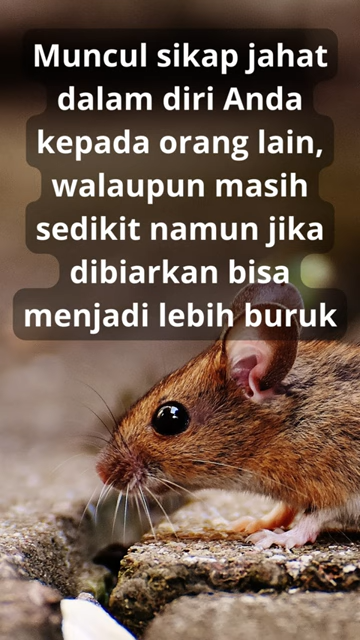 Muncul sikap jahat
dalam diri Anda
kepada orang lain,
walaupun masih
sedikit namun jika
dibiarkan bisa
menjadi lebih buruk